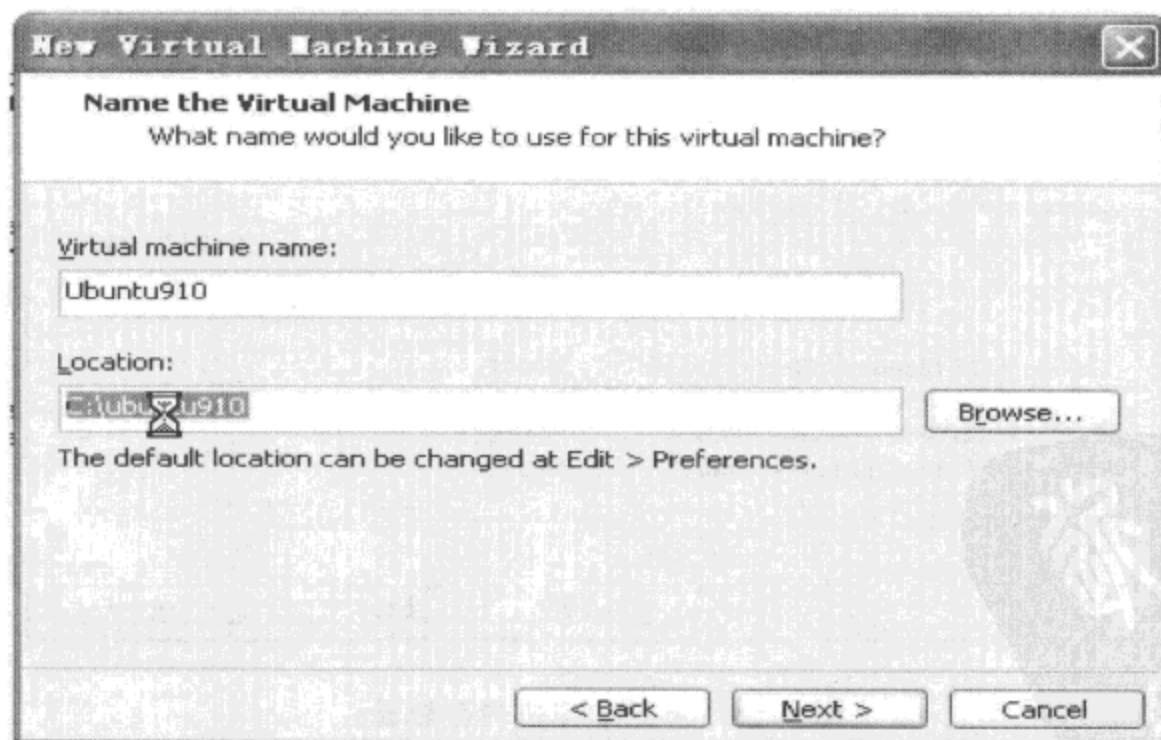 New Virtual Machine Wizard
Name the Virtual Machine
What name would you like to use for this virtual machine?
Virtual machine name:
Ubuntu910
Location:
C:\ubuntu910
Browse...
The default location can be changed at Edit > Preferences.
< Back
Next >
Cancel